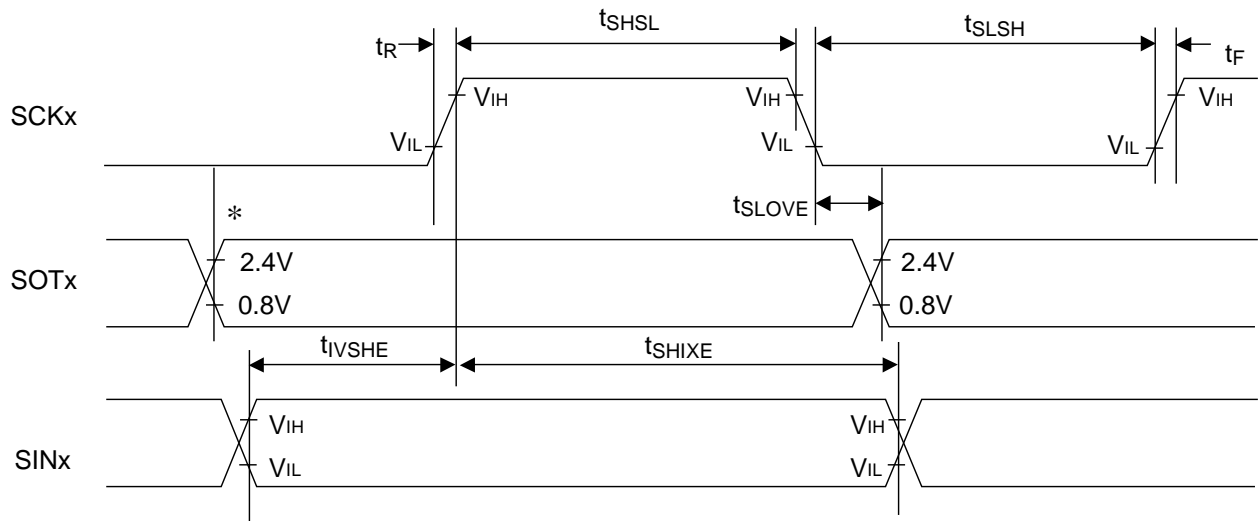 tSHSL
tSLSH
tR
tF
SCKx
VIH
VIH
VIH
VIL
VIL
VIL
tSLOVE
*
SOTx
2.4V
2.4V
0.8V
0.8V
tIVSHE
tSHIXE
SINx
VIH
VIH
VIL
VIL